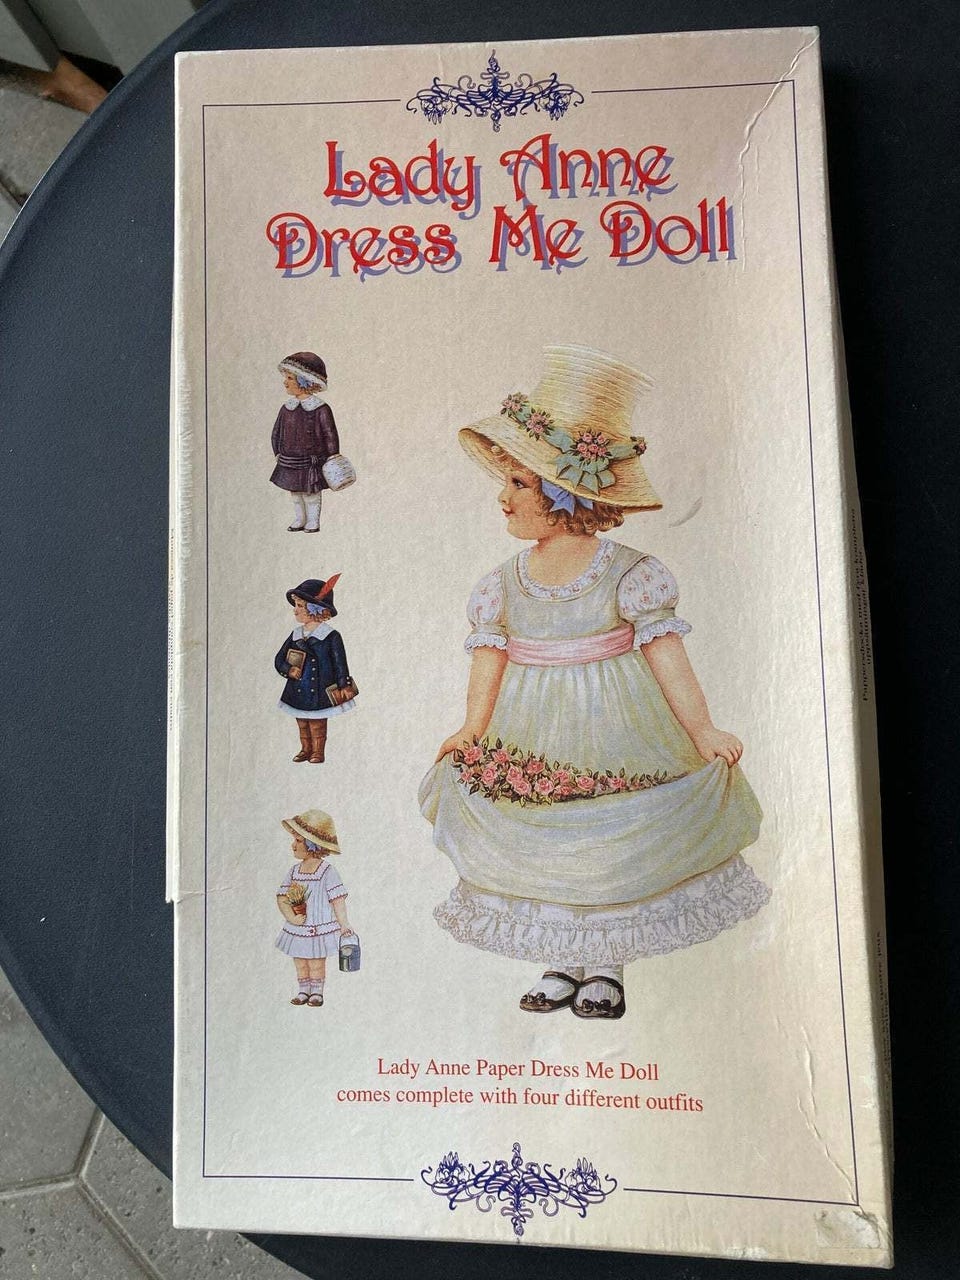 Lady Anne
Dress Me Doll
Lady Anne Paper Dress Me Doll
comes complete with four different outfits